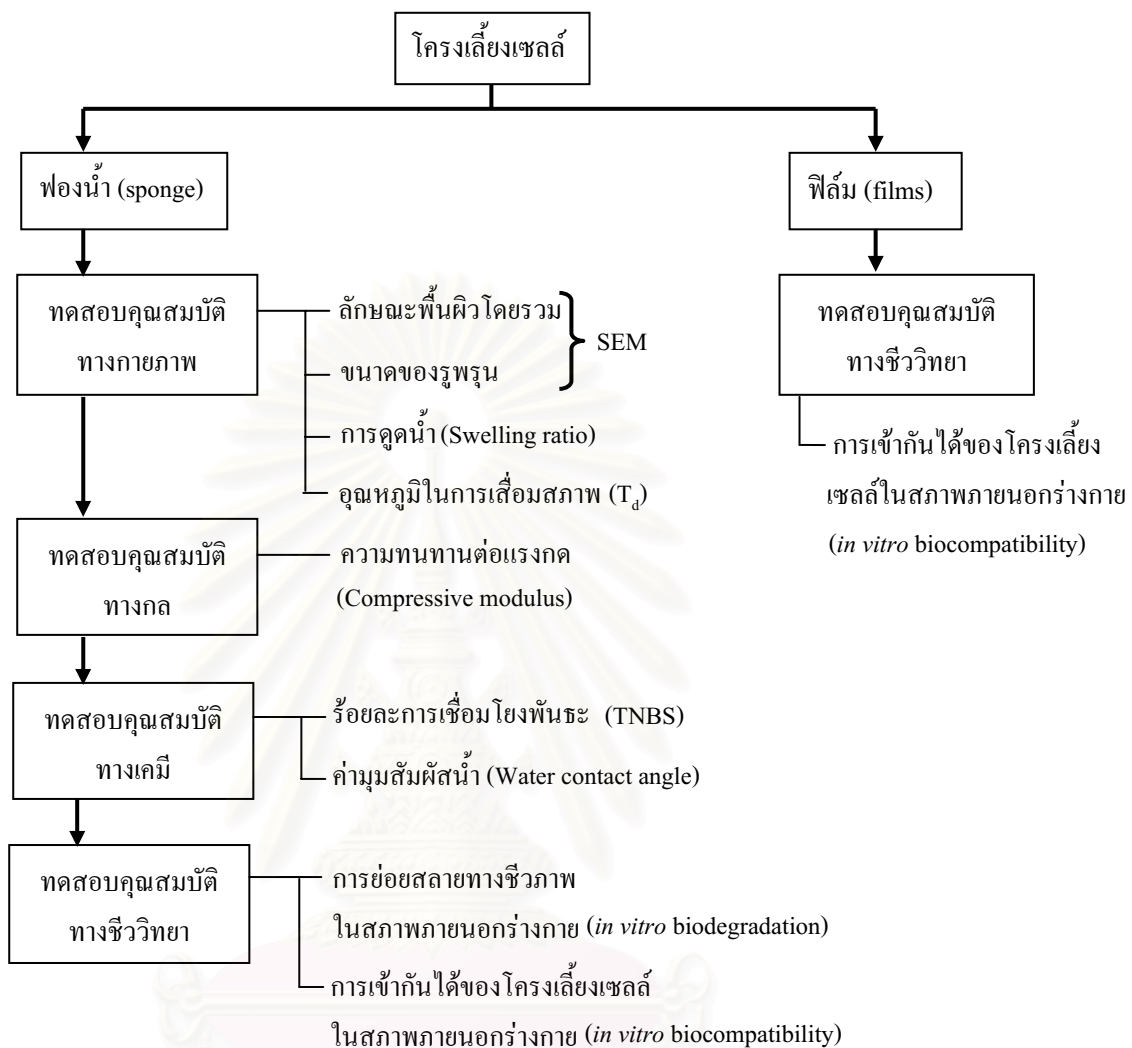 โครงเลี้ยงเซลล์
ฟองน้ำ (sponge)
ฟิล์ม (films)
ทดสอบคุณสมบัติ
ทางกายภาพ
ลักษณะพื้นผิวโดยรวม
ขนาดของรูพรุน
SEM
การดูดน้ำ (Swelling ratio)
อุณหภูมิในการเสื่อมสภาพ (Td)
ทดสอบคุณสมบัติ
ทางชีววิทยา
การเข้ากันได้ของโครงเลี้ยง
เซลล์ในสภาพภายนอกร่างกาย
(in vitro biocompatibility)
ทดสอบคุณสมบัติ
ทางกล
ความทนทานต่อแรงกด
(Compressive modulus)
ทดสอบคุณสมบัติ
ทางเคมี
ร้อยละการเชื่อมโยงพันธะ (TNBS)
ค่ามุมสัมผัสน้ำ (Water contact angle)
ทดสอบคุณสมบัติ
ทางชีววิทยา
การย่อยสลายทางชีวภาพ
ในสภาพภายนอกร่างกาย (in vitro biodegradation)
การเข้ากันได้ของโครงเลี้ยงเซลล์
ในสภาพภายนอกร่างกาย (in vitro biocompatibility)